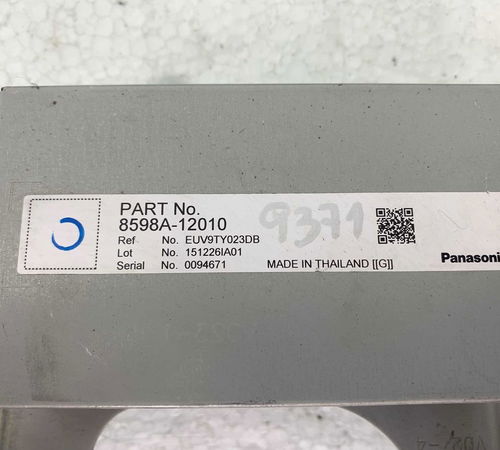 PART No.
8598A-12010
9371
Ref No. EUV9TY023DB
Lot No. 151226IA01
Serial No. 0094671
MADE IN THAILAND [[G]]
Panasoni